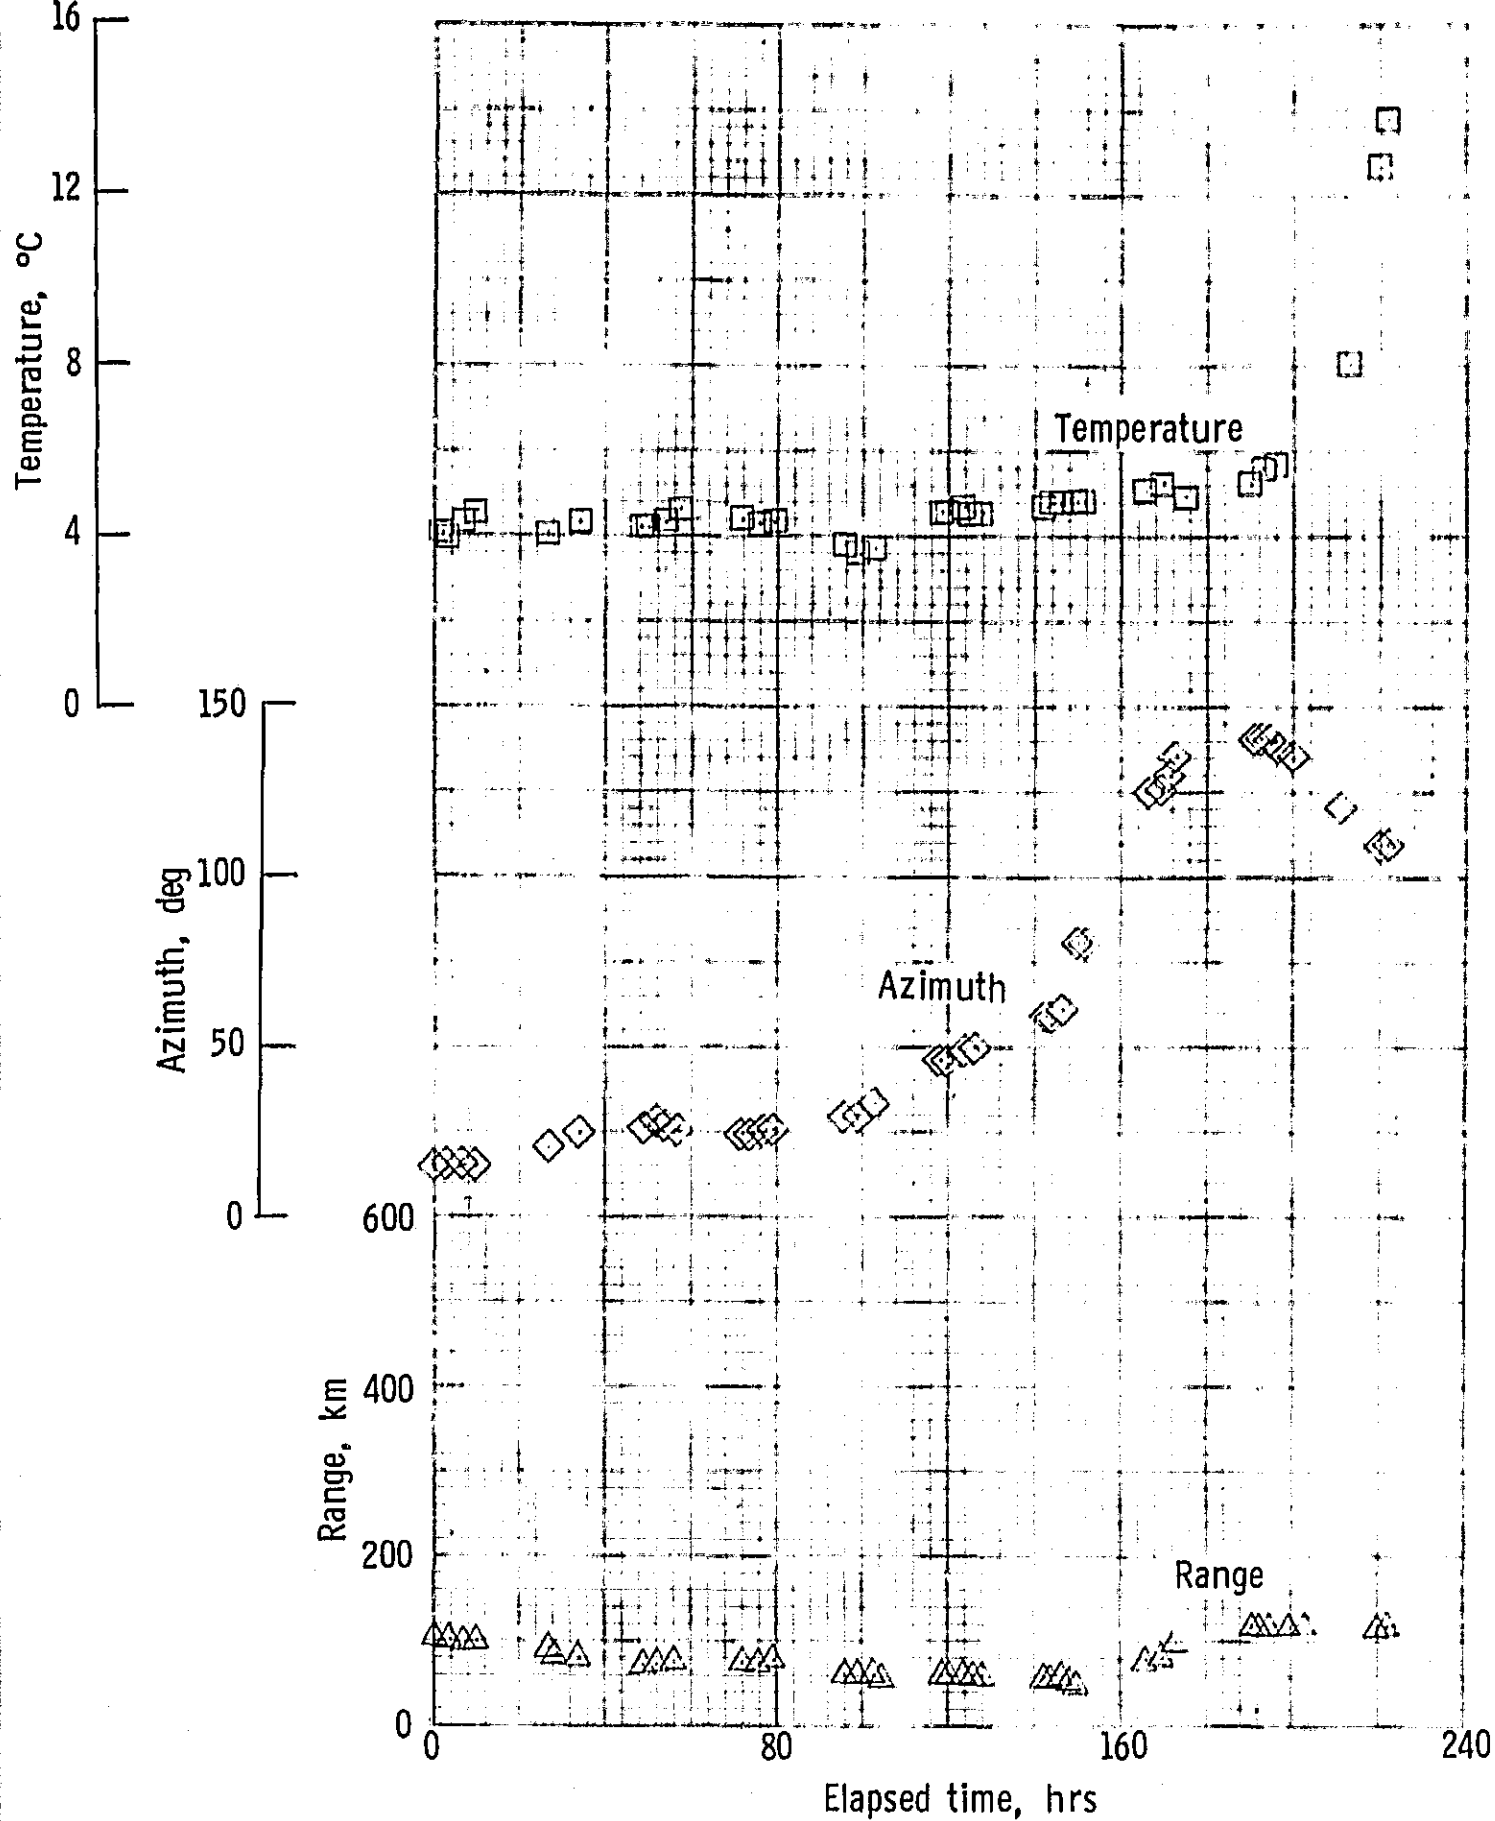 16
12
8
4
0
Temperature, °C
Temperature
150
100
50
0
Azimuth, deg
Azimuth
600
400
200
0
Range, km
Range
0 80 160 240
Elapsed time, hrs